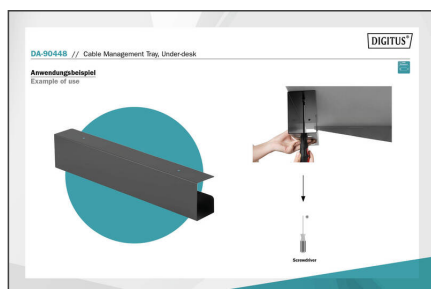 DIGITUS®
DA-90448 // Cable Management Tray, Under-desk
Anwendungsbeispiel
Example of use
Screwdriver